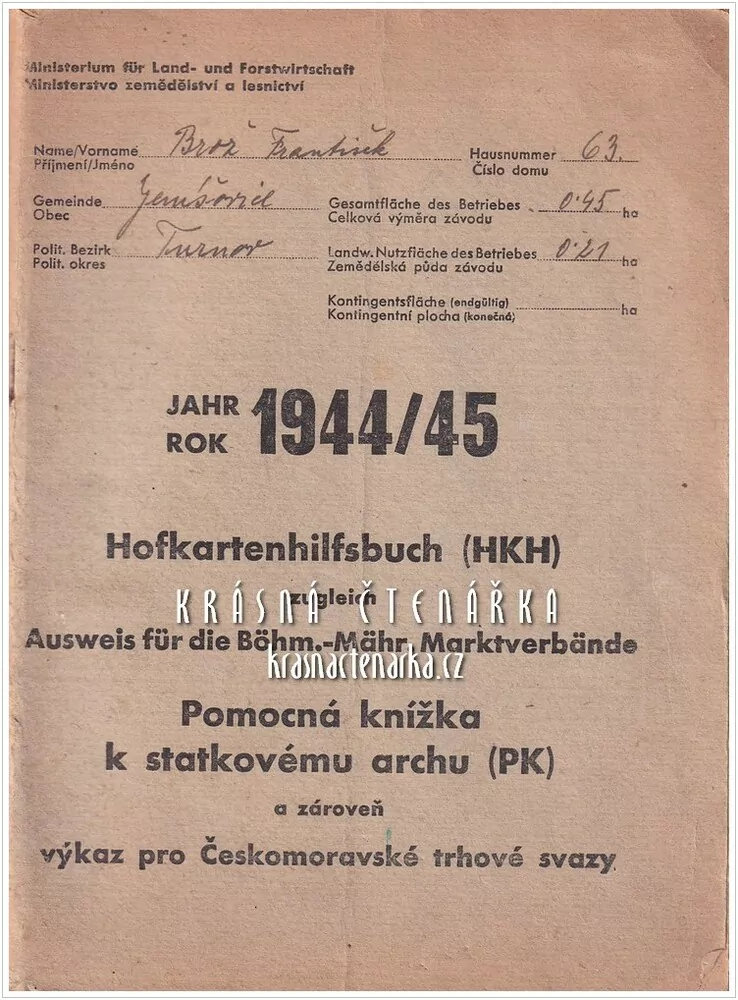 Ministerium für Land- und Forstwirtschaft
Ministerstvo zemědělství a lesnictví
Name/Vorname Brož František Hausnummer 63.
Příjmení/Jméno Číslo domu
Gemeinde Jenišovice Gesamtfläche des Betriebes 0·45 ha
Obec Celková výměra závodu
Polit. Bezirk Turnov Landw. Nutzfläche des Betriebes 0·21 ha
Polit. okres Zemědělská půda závodu
Kontingentsfläche (endgültig) ha
Kontingentní plocha (konečná)
JAHR 1944/45
ROK
Hofkartenhilfsbuch (HKH)
zugleich
KRÁSNÁ ČTENÁŘKA
Ausweis für die Böhm.-Mähr. Marktverbände
krasnactenarka.cz
Pomocná knížka
k statkovému archu (PK)
a zároveň
výkaz pro Českomoravské trhové svazy